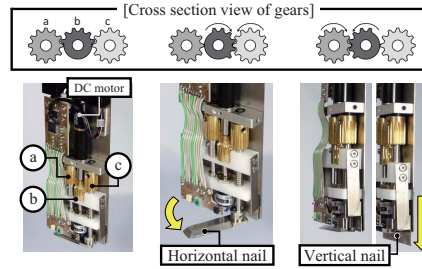 [Cross section view of gears]
a b c
DC motor
a
c
b
Horizontal nail
Vertical nail